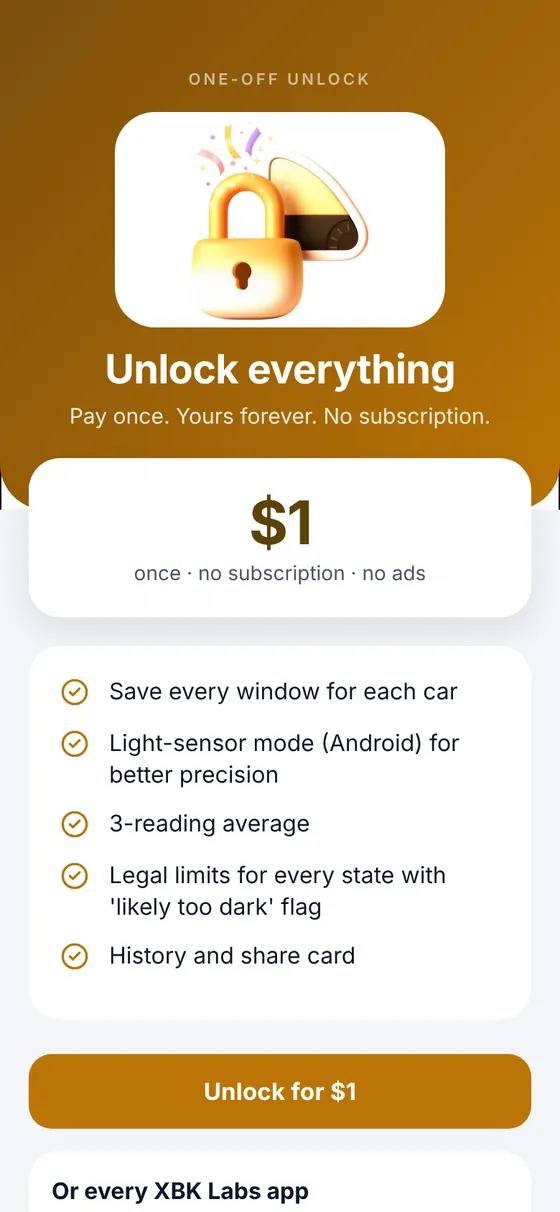 ONE-OFF UNLOCK
Unlock everything
Pay once. Yours forever. No subscription.
$1
once · no subscription · no ads
Save every window for each car
Light-sensor mode (Android) for
better precision
3-reading average
Legal limits for every state with
'likely too dark' flag
History and share card
Unlock for $1
Or every XBK Labs app